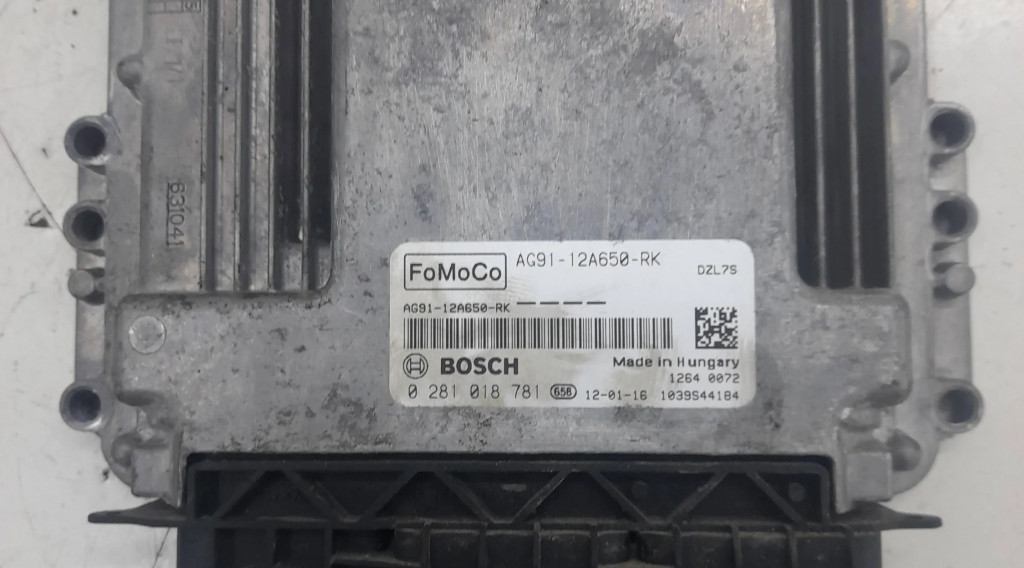 631041
FoMoCo
AG91-12A650-RK
DZL7S
AG91-12A650-RK ————
BOSCH
Made in Hungary
1264 0072
0 281 018 781 658 12-01-16 1039S44184